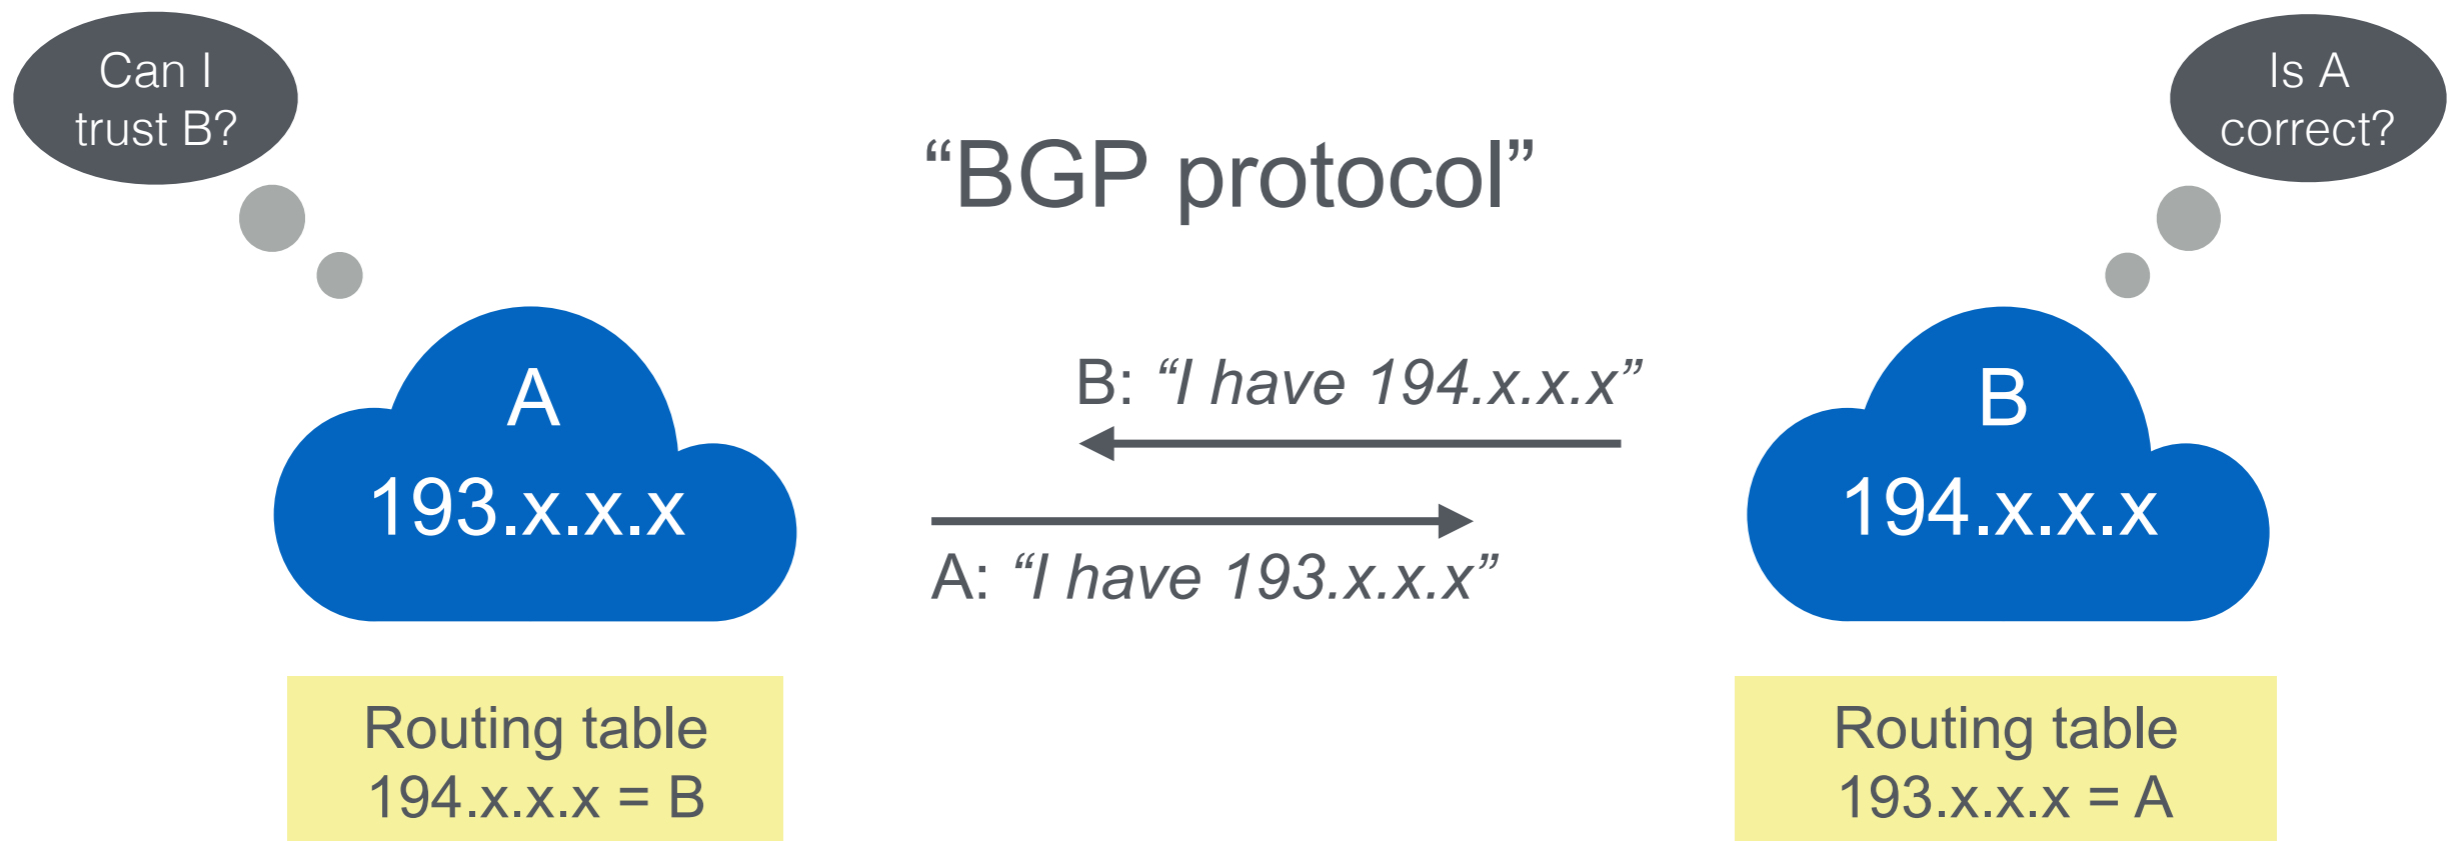 Can I
trust B?
Is A
correct?
“BGP protocol”
A
193.x.x.x
B: “I have 194.x.x.x”
A: “I have 193.x.x.x”
B
194.x.x.x
Routing table
194.x.x.x = B
Routing table
193.x.x.x = A